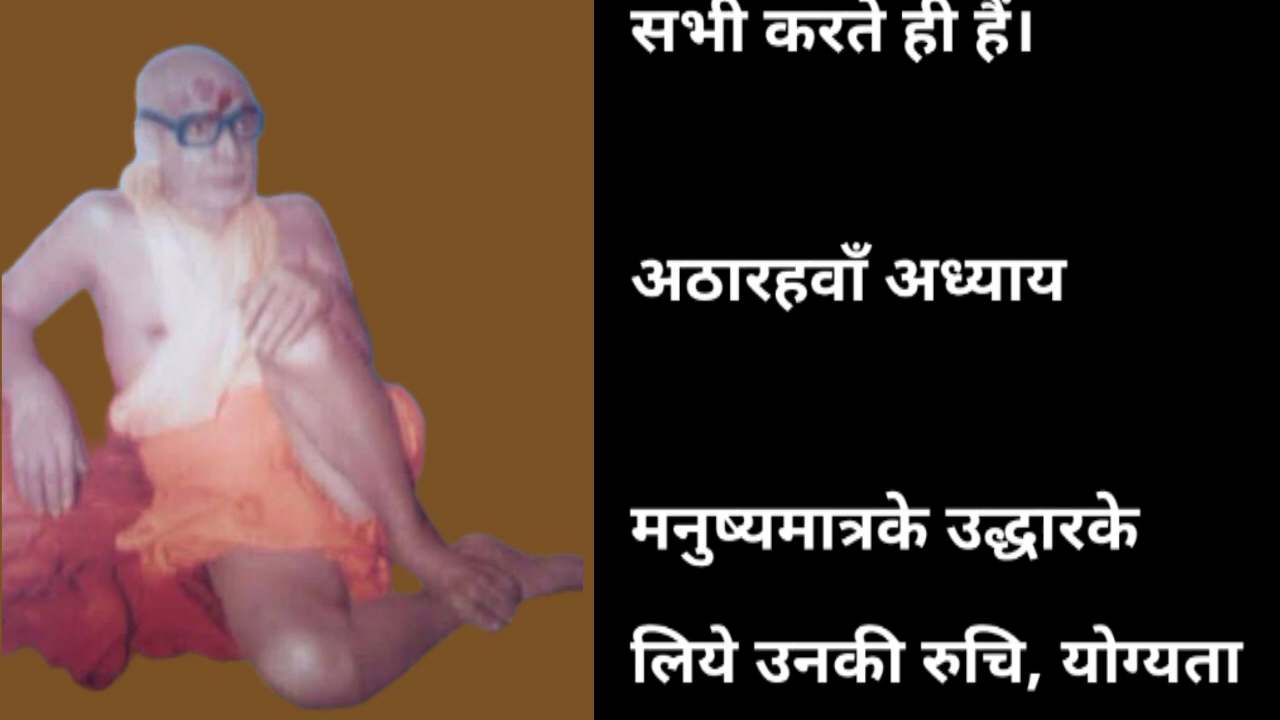 सभी करते ही हैं।
अठारहवाँ अध्याय
मनुष्यमात्रके उद्धारके
लिये उनकी रुचि, योग्यता